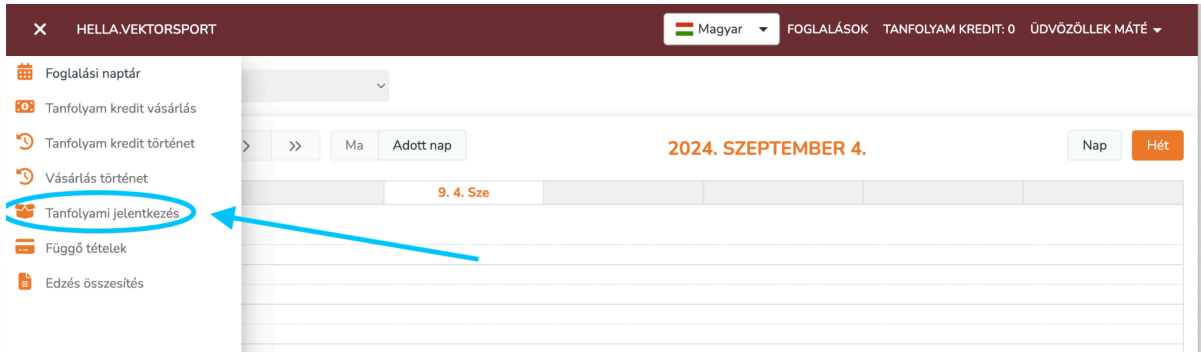 HELLA.VEKTORSPORT
Magyar
FOGLALÁSOK TANFOLYAM KREDIT: 0 ÜDVÖZÖLLEK MÁTÉ
Foglalási naptár
Tanfolyam kredit vásárlás
Tanfolyam kredit történet
Vásárlás történet
Tanfolyami jelentkezés
Függő tételek
Edzés összesítés
Ma Adott nap
2024. SZEPTEMBER 4.
Nap Hét
9. 4. Sze